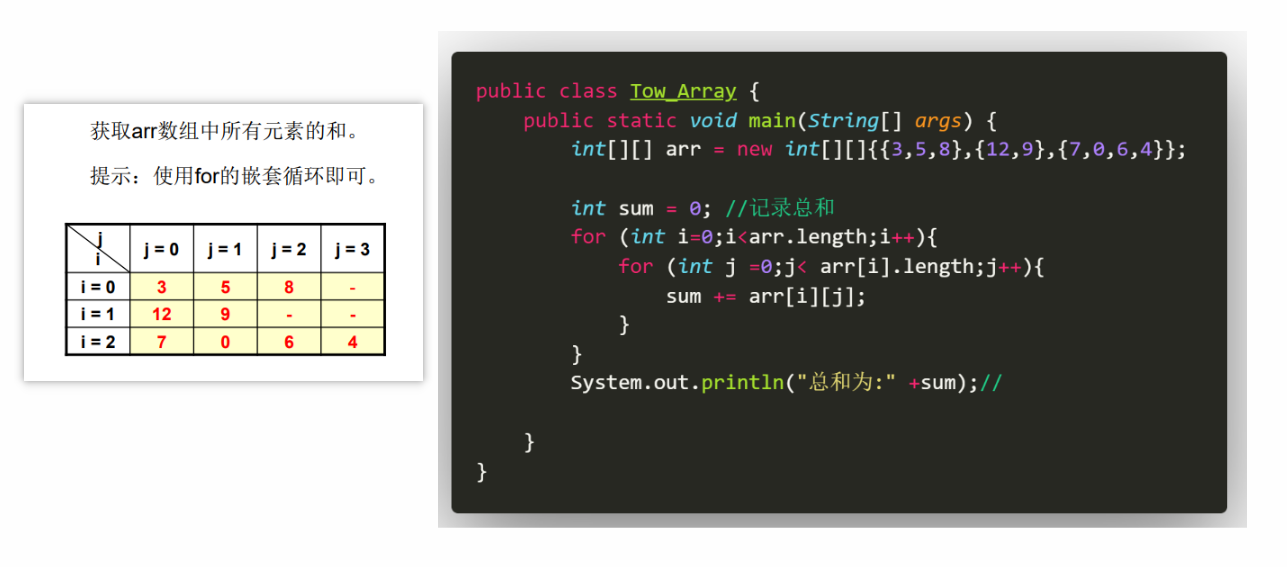 获取arr数组中所有元素的和。
提示：使用for的嵌套循环即可。
j
i
j = 0 j = 1 j = 2 j = 3
i = 0 3 5 8 -
i = 1 12 9 - -
i = 2 7 0 6 4
public class Tow_Array {
    public static void main(String[] args) {
        int[][] arr = new int[][]{{3,5,8},{12,9},{7,0,6,4}};
        int sum = 0; //记录总和
        for (int i=0;i<arr.length;i++){
            for (int j =0;j< arr[i].length;j++){
                sum += arr[i][j];
            }
        }
        System.out.println("总和为:" +sum);//
    }
}